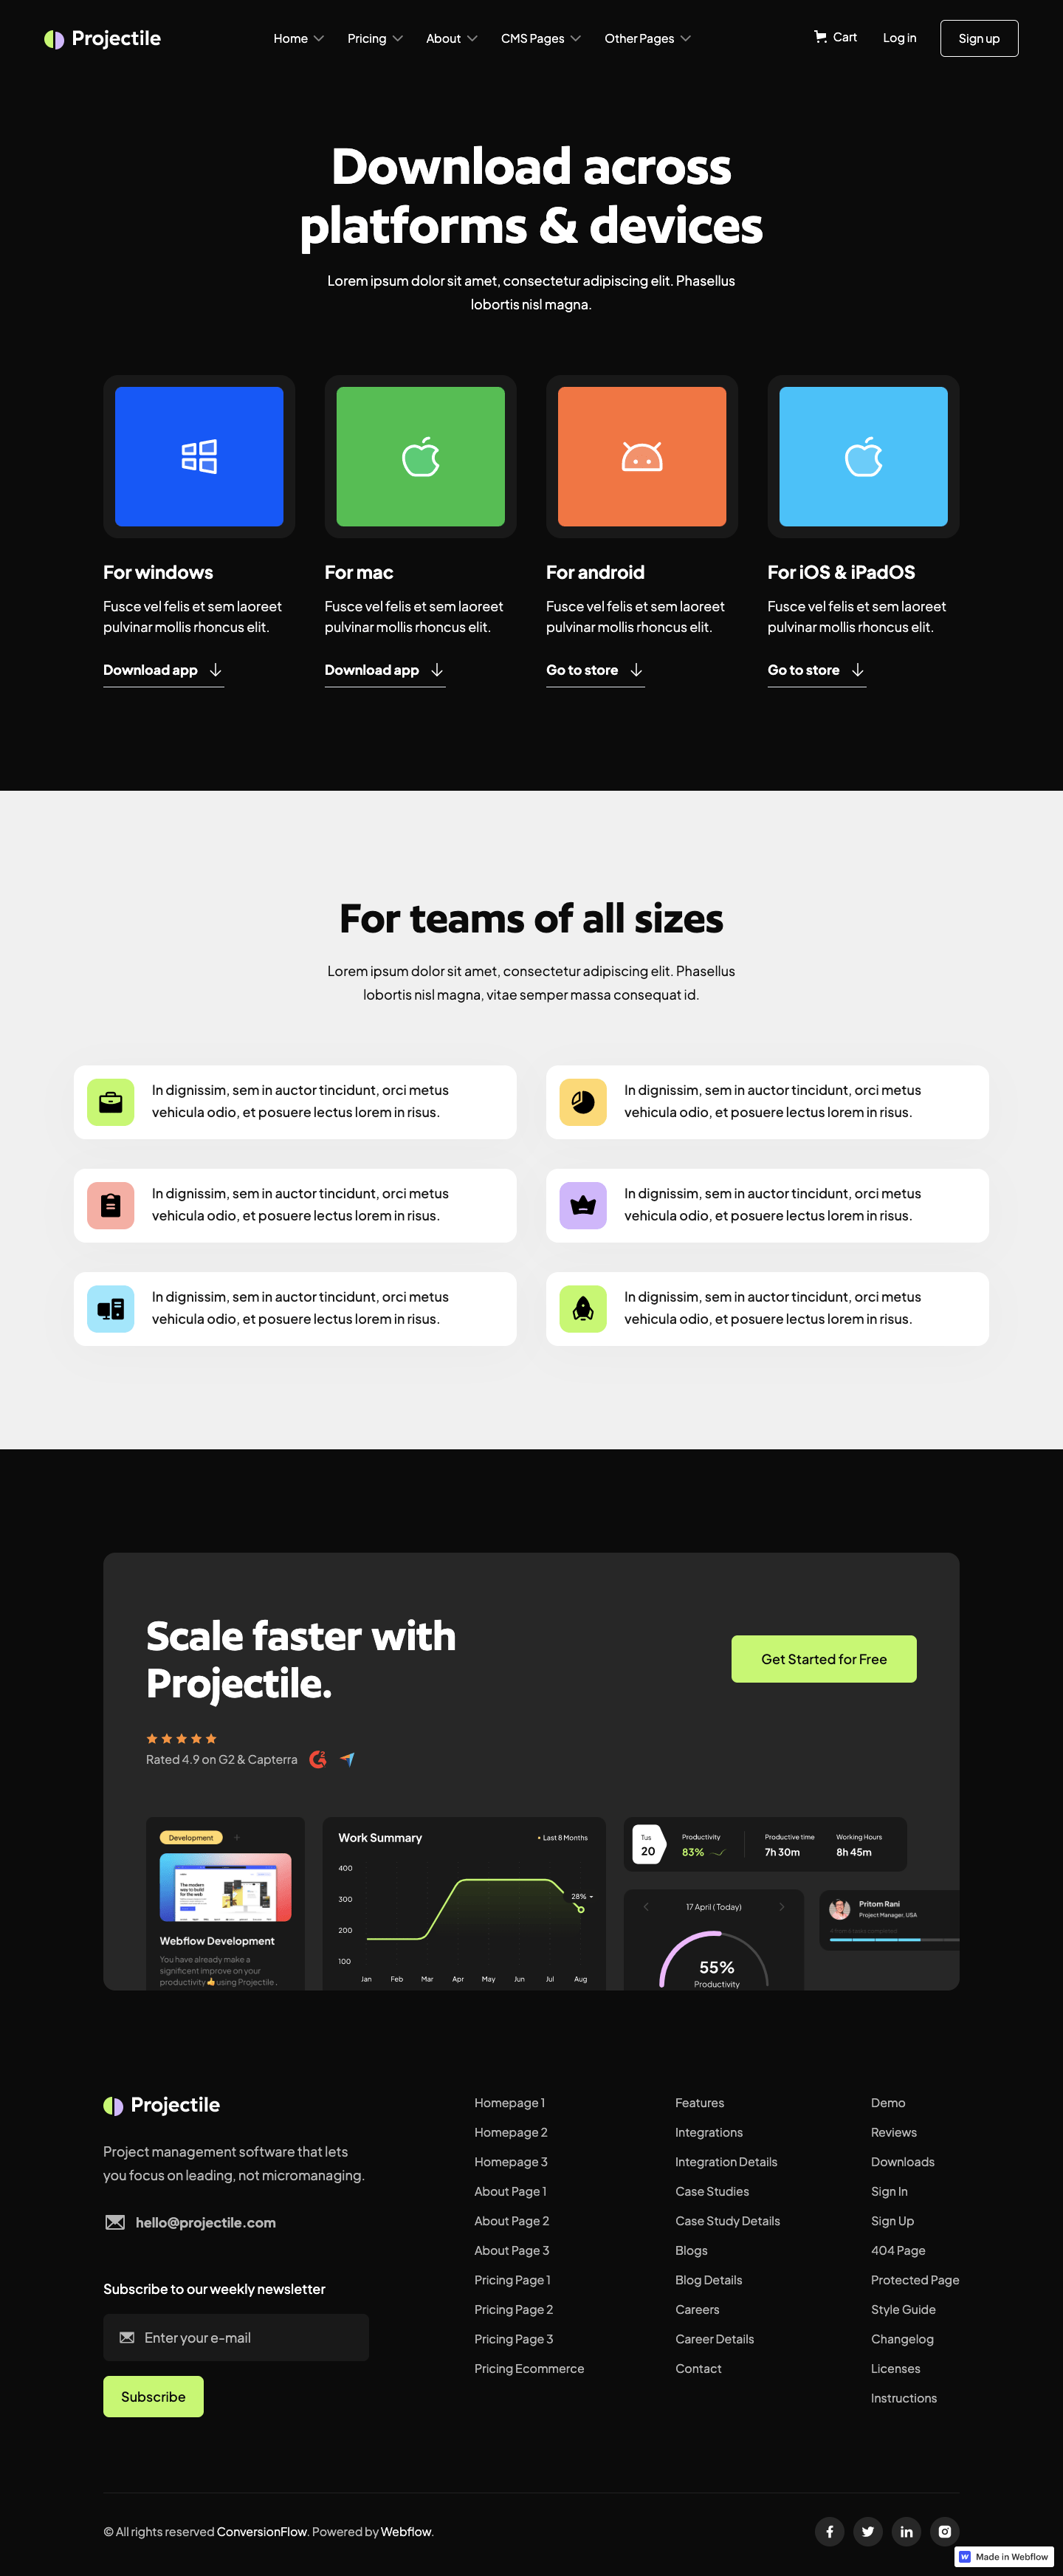 Projectile
Home
Pricing
About
CMS Pages
Other Pages
Cart
Log in
Sign up
Download across
platforms & devices
Lorem ipsum dolor sit amet, consectetur adipiscing elit. Phasellus
lobortis nisl magna.
For windows
Fusce vel felis et sem laoreet
pulvinar mollis rhoncus elit.
Download app
For mac
Fusce vel felis et sem laoreet
pulvinar mollis rhoncus elit.
Download app
For android
Fusce vel felis et sem laoreet
pulvinar mollis rhoncus elit.
Go to store
For iOS & iPadOS
Fusce vel felis et sem laoreet
pulvinar mollis rhoncus elit.
Go to store
For teams of all sizes
Lorem ipsum dolor sit amet, consectetur adipiscing elit. Phasellus
lobortis nisl magna, vitae semper massa consequat id.
In dignissim, sem in auctor tincidunt, orci metus
vehicula odio, et posuere lectus lorem in risus.
In dignissim, sem in auctor tincidunt, orci metus
vehicula odio, et posuere lectus lorem in risus.
In dignissim, sem in auctor tincidunt, orci metus
vehicula odio, et posuere lectus lorem in risus.
In dignissim, sem in auctor tincidunt, orci metus
vehicula odio, et posuere lectus lorem in risus.
In dignissim, sem in auctor tincidunt, orci metus
vehicula odio, et posuere lectus lorem in risus.
In dignissim, sem in auctor tincidunt, orci metus
vehicula odio, et posuere lectus lorem in risus.
Scale faster with
Projectile.
Get Started for Free
Rated 4.9 on G2 & Capterra
Development
The modern
way to build
for the web
Webflow Development
You have already make a
significent improve on your
productivity 👍 using Projectile .
Work Summary
Last 8 Months
400
300
200
100
28%
Jan
Feb
Mar
Apr
May
Jun
Jul
Aug
Tus
20
Productivity
83%
Productive time
7h 30m
Working Hours
8h 45m
17 April ( Today)
55%
Productivity
Pritom Rani
Project Manager, USA
Projectile
Project management software that lets
you focus on leading, not micromanaging.
hello@projectile.com
Subscribe to our weekly newsletter
Enter your e-mail
Subscribe
Homepage 1
Homepage 2
Homepage 3
About Page 1
About Page 2
About Page 3
Pricing Page 1
Pricing Page 2
Pricing Page 3
Pricing Ecommerce
Features
Integrations
Integration Details
Case Studies
Case Study Details
Blogs
Blog Details
Careers
Career Details
Contact
Demo
Reviews
Downloads
Sign In
Sign Up
404 Page
Protected Page
Style Guide
Changelog
Licenses
Instructions
© All rights reserved ConversionFlow. Powered by Webflow.
Made in Webflow